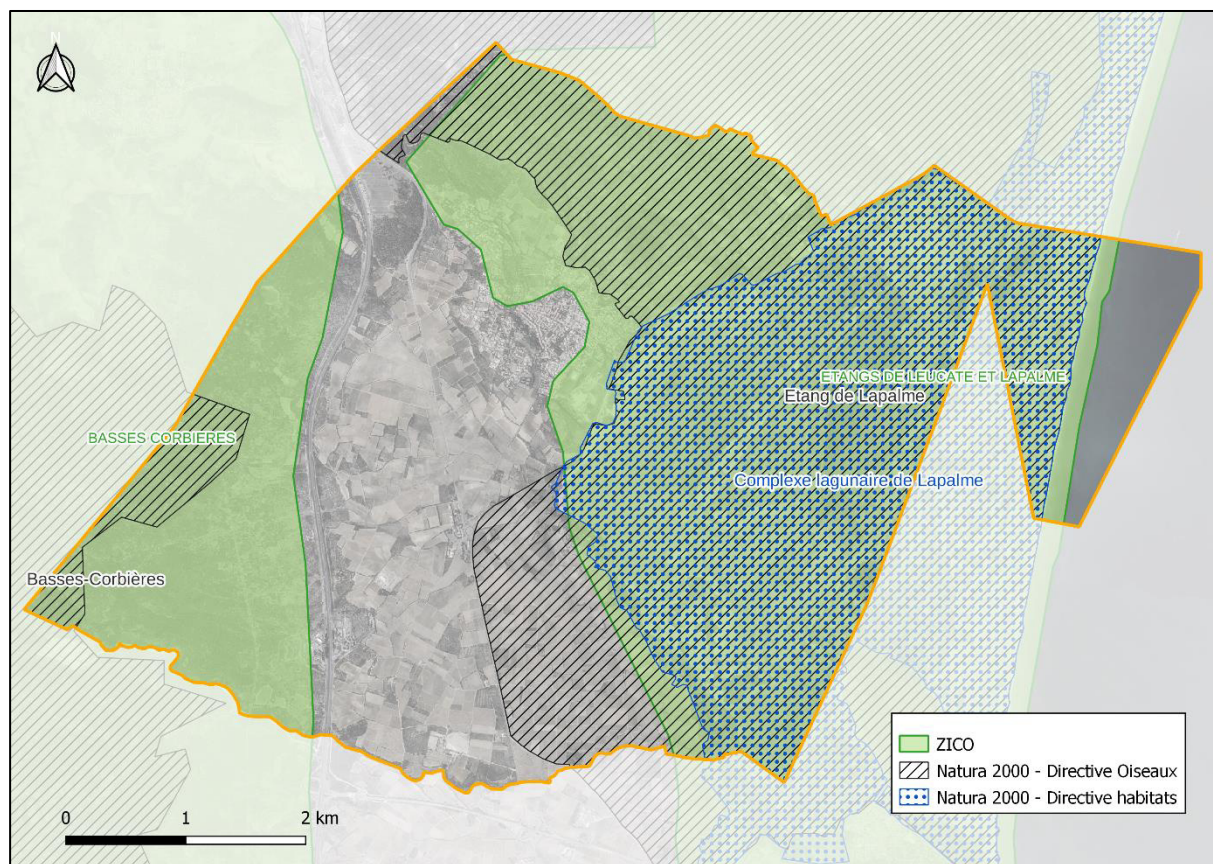 N
ETANGS DE LEUCATE ET LAPALME
Etang de Lapalme
BASSES CORBIERES
Complexe lagunaire de Lapalme
Basses-Corbières
ZICO
Natura 2000 - Directive Oiseaux
Natura 2000 - Directive habitats
0 1 2 km